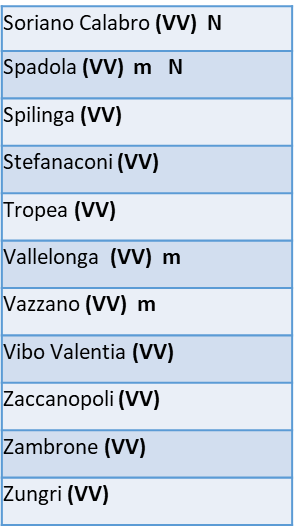 Soriano Calabro (VV) N
Spadola (VV) m N
Spilinga (VV)
Stefanaconi (VV)
Tropea (VV)
Vallelonga (VV) m
Vazzano (VV) m
Vibo Valentia (VV)
Zaccanopoli (VV)
Zambrone (VV)
Zungri (VV)